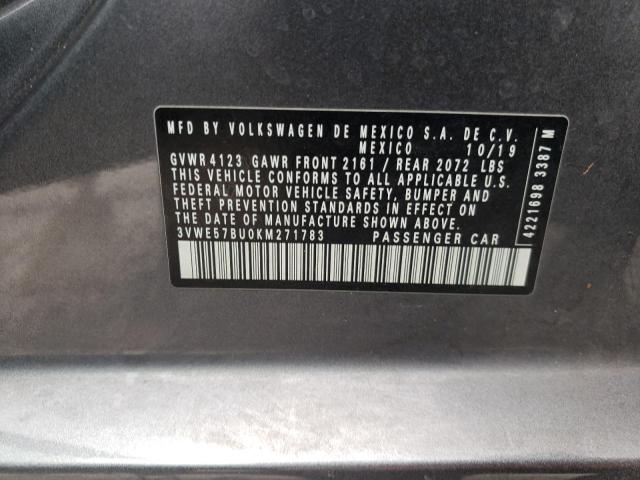 MFD BY VOLKSWAGEN DE MEXICO S.A. DE C.V.
MEXICO 10/19
GVWR 4123 GAWR FRONT 2161 / REAR 2072 LBS
THIS VEHICLE CONFORMS TO ALL APPLICABLE
FEDERAL MOTOR VEHICLE SAFETY, BUMPER AND
THEFT PREVENTION STANDARDS IN EFFECT ON
THE DATE OF MANUFACTURE SHOWN ABOVE.
3VWE57BU0KM271783 PASSENGER CAR
4221698 3387 M